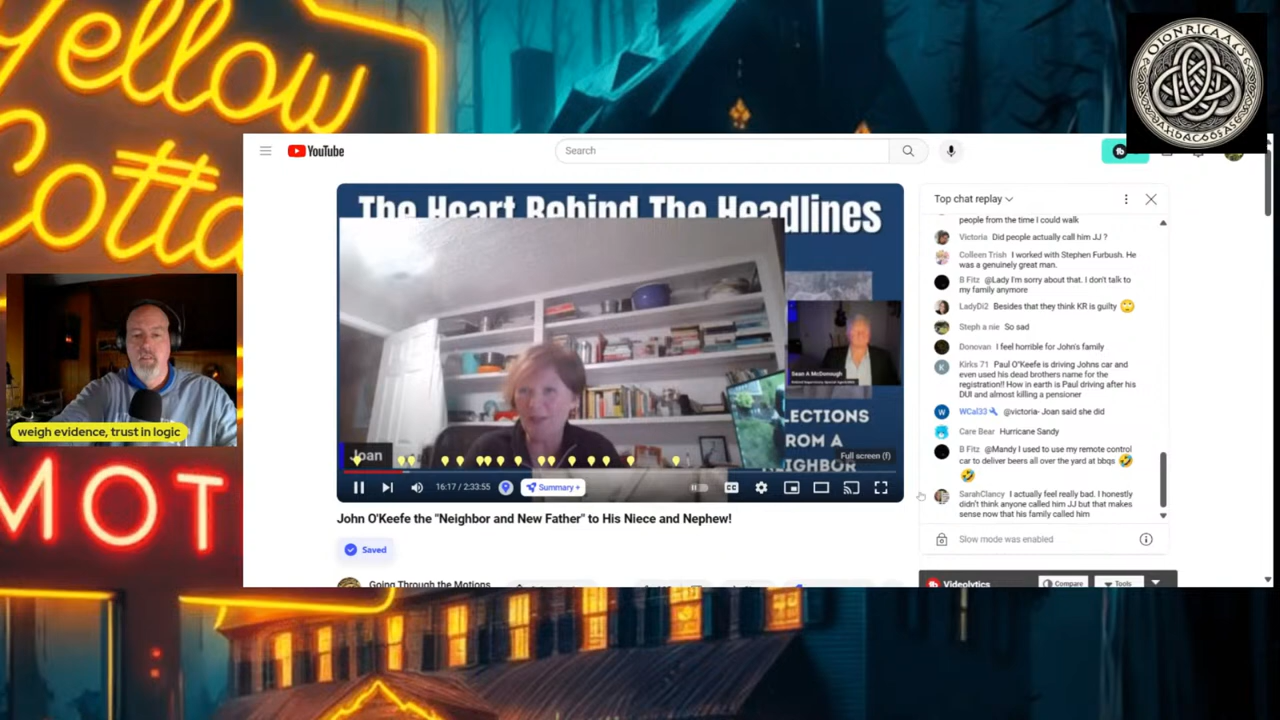 Yellow
Cotta
MOT
weigh evidence, trust in logic
YouTube
Search
The Heart Behind The Headlines
Sean A McDonough
LECTIONS
ROM A
NEIGHBOR
Joan
Full screen (f)
16:17 / 2:33:55
Summary+
CC
John O'Keefe the "Neighbor and New Father" to His Niece and Nephew!
Saved
Going Through the Motions
Top chat replay
people from the time I could walk
Victoria Did people actually call him JJ ?
Colleen Trish I worked with Stephen Furbush. He
was a genuinely great man.
B Fitz @Lady I'm sorry about that. I don't talk to
my family anymore
LadyDi2 Besides that they think KR is guilty 🙄
Steph a nie So sad
Donovan I feel horrible for John's family
Kirks 71 Paul O'Keefe is driving Johns car and
even used his dead brothers name for the
registration!! How in earth is Paul driving after his
DUI and almost killing a pensioner
WCal33 @victoria- Joan said she did
Care Bear Hurricane Sandy
B Fitz @Mandy I used to use my remote control
car to deliver beers all over the yard at bbqs 🤣
🤣
SarahClancy I actually feel really bad. I honestly
didn't think anyone called him JJ but that makes
sense now that his family called him
Slow mode was enabled
Videolytics
Compare
Tools